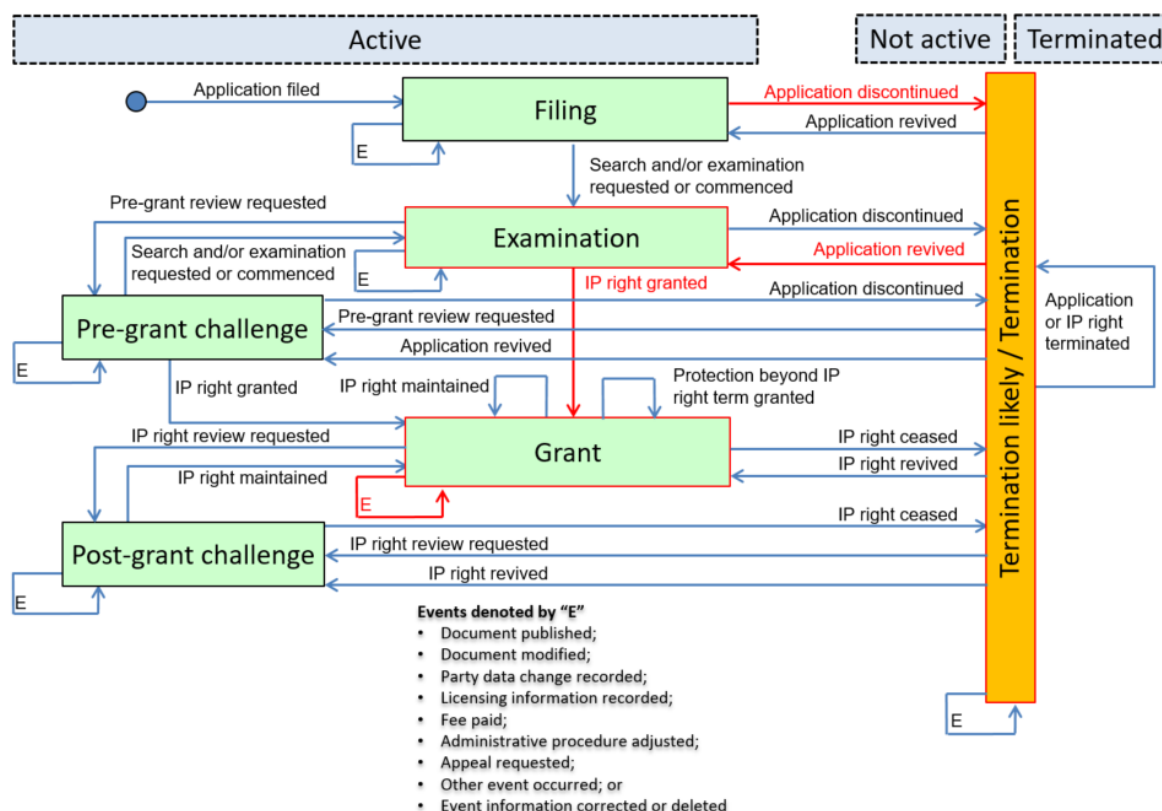 Active
Not active
Terminated
Application filed
Filing
Application discontinued
Application revived
E
Search and/or examination
requested or commenced
Pre-grant review requested
Examination
Application discontinued
Search and/or examination
requested or commenced
Application revived
E
IP right granted
Application discontinued
Pre-grant challenge
Pre-grant review requested
Application revived
E
Application
or IP right
terminated
Termination likely / Termination
IP right granted
IP right maintained
Protection beyond IP
right term granted
IP right review requested
Grant
IP right ceased
IP right revived
IP right maintained
E
IP right ceased
Post-grant challenge
IP right review requested
IP right revived
E
Events denoted by “E”
• Document published;
• Document modified;
• Party data change recorded;
• Licensing information recorded;
• Fee paid;
• Administrative procedure adjusted;
• Appeal requested;
• Other event occurred; or
• Event information corrected or deleted
E